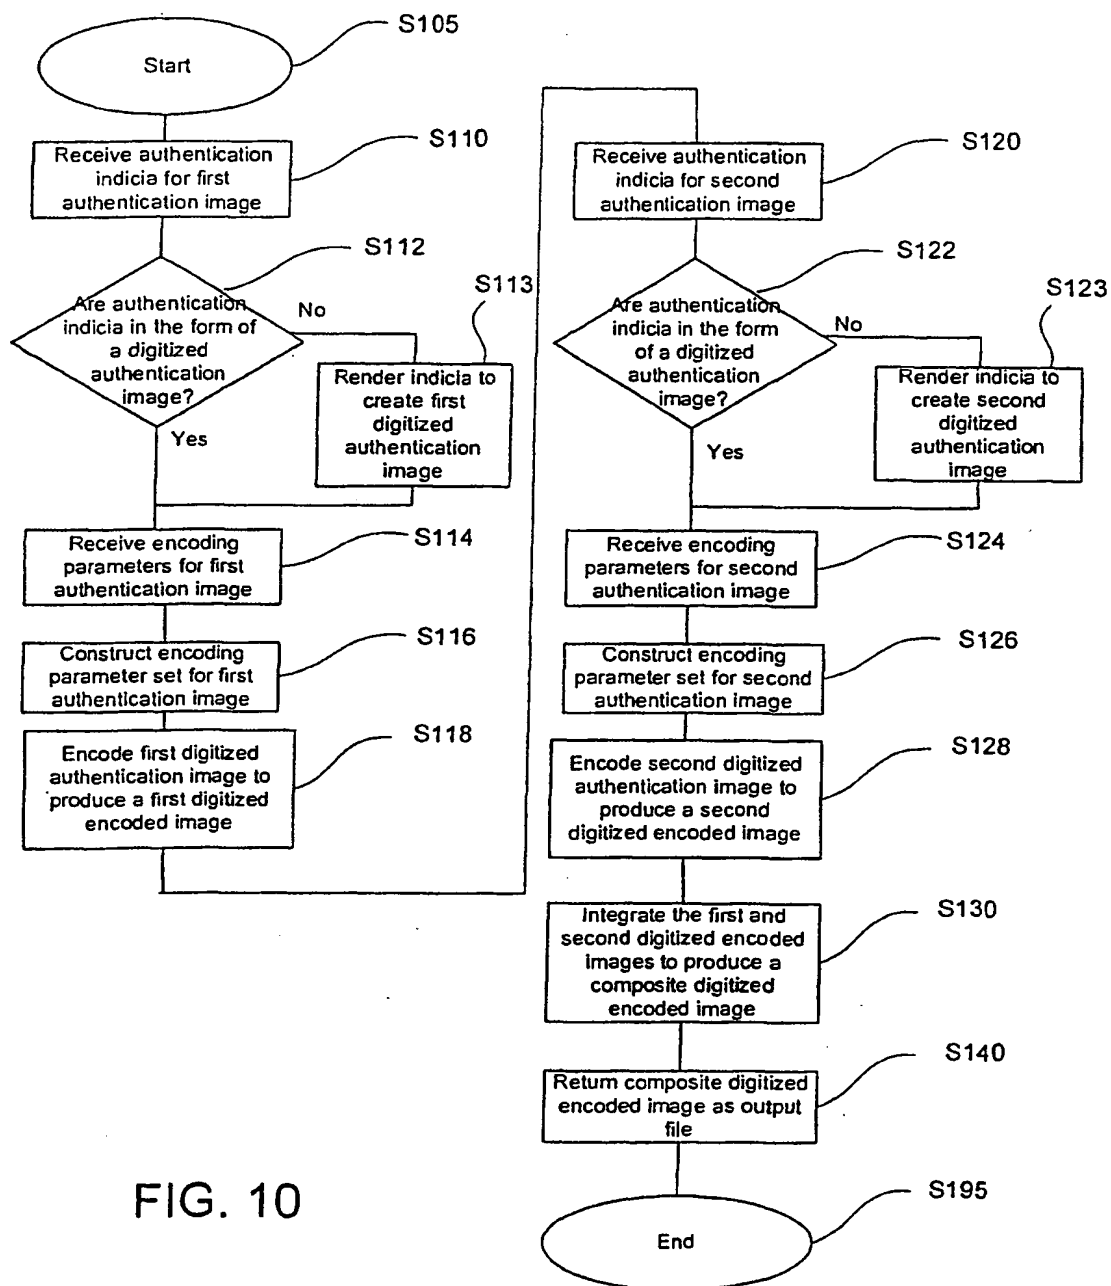 S105
Start
S110
Receive authentication
indicia for first
authentication image
S112
Are authentication
indicia in the form of
a digitized
authentication
image?
No
S113
Render indicia to
create first
digitized
authentication
image
Yes
S114
Receive encoding
parameters for first
authentication image
S116
Construct encoding
parameter set for first
authentication image
S118
Encode first digitized
authentication image to
produce a first digitized
encoded image
S120
Receive authentication
indicia for second
authentication image
S122
Are authentication
indicia in the form
of a digitized
authentication
image?
No
S123
Render indicia to
create second
digitized
authentication
image
Yes
S124
Receive encoding
parameters for second
authentication image
S126
Construct encoding
parameter set for second
authentication image
S128
Encode second digitized
authentication image to
produce a second
digitized encoded image
S130
Integrate the first and
second digitized encoded
images to produce a
composite digitized
encoded image
S140
Return composite digitized
encoded image as output
file
S195
End
FIG. 10